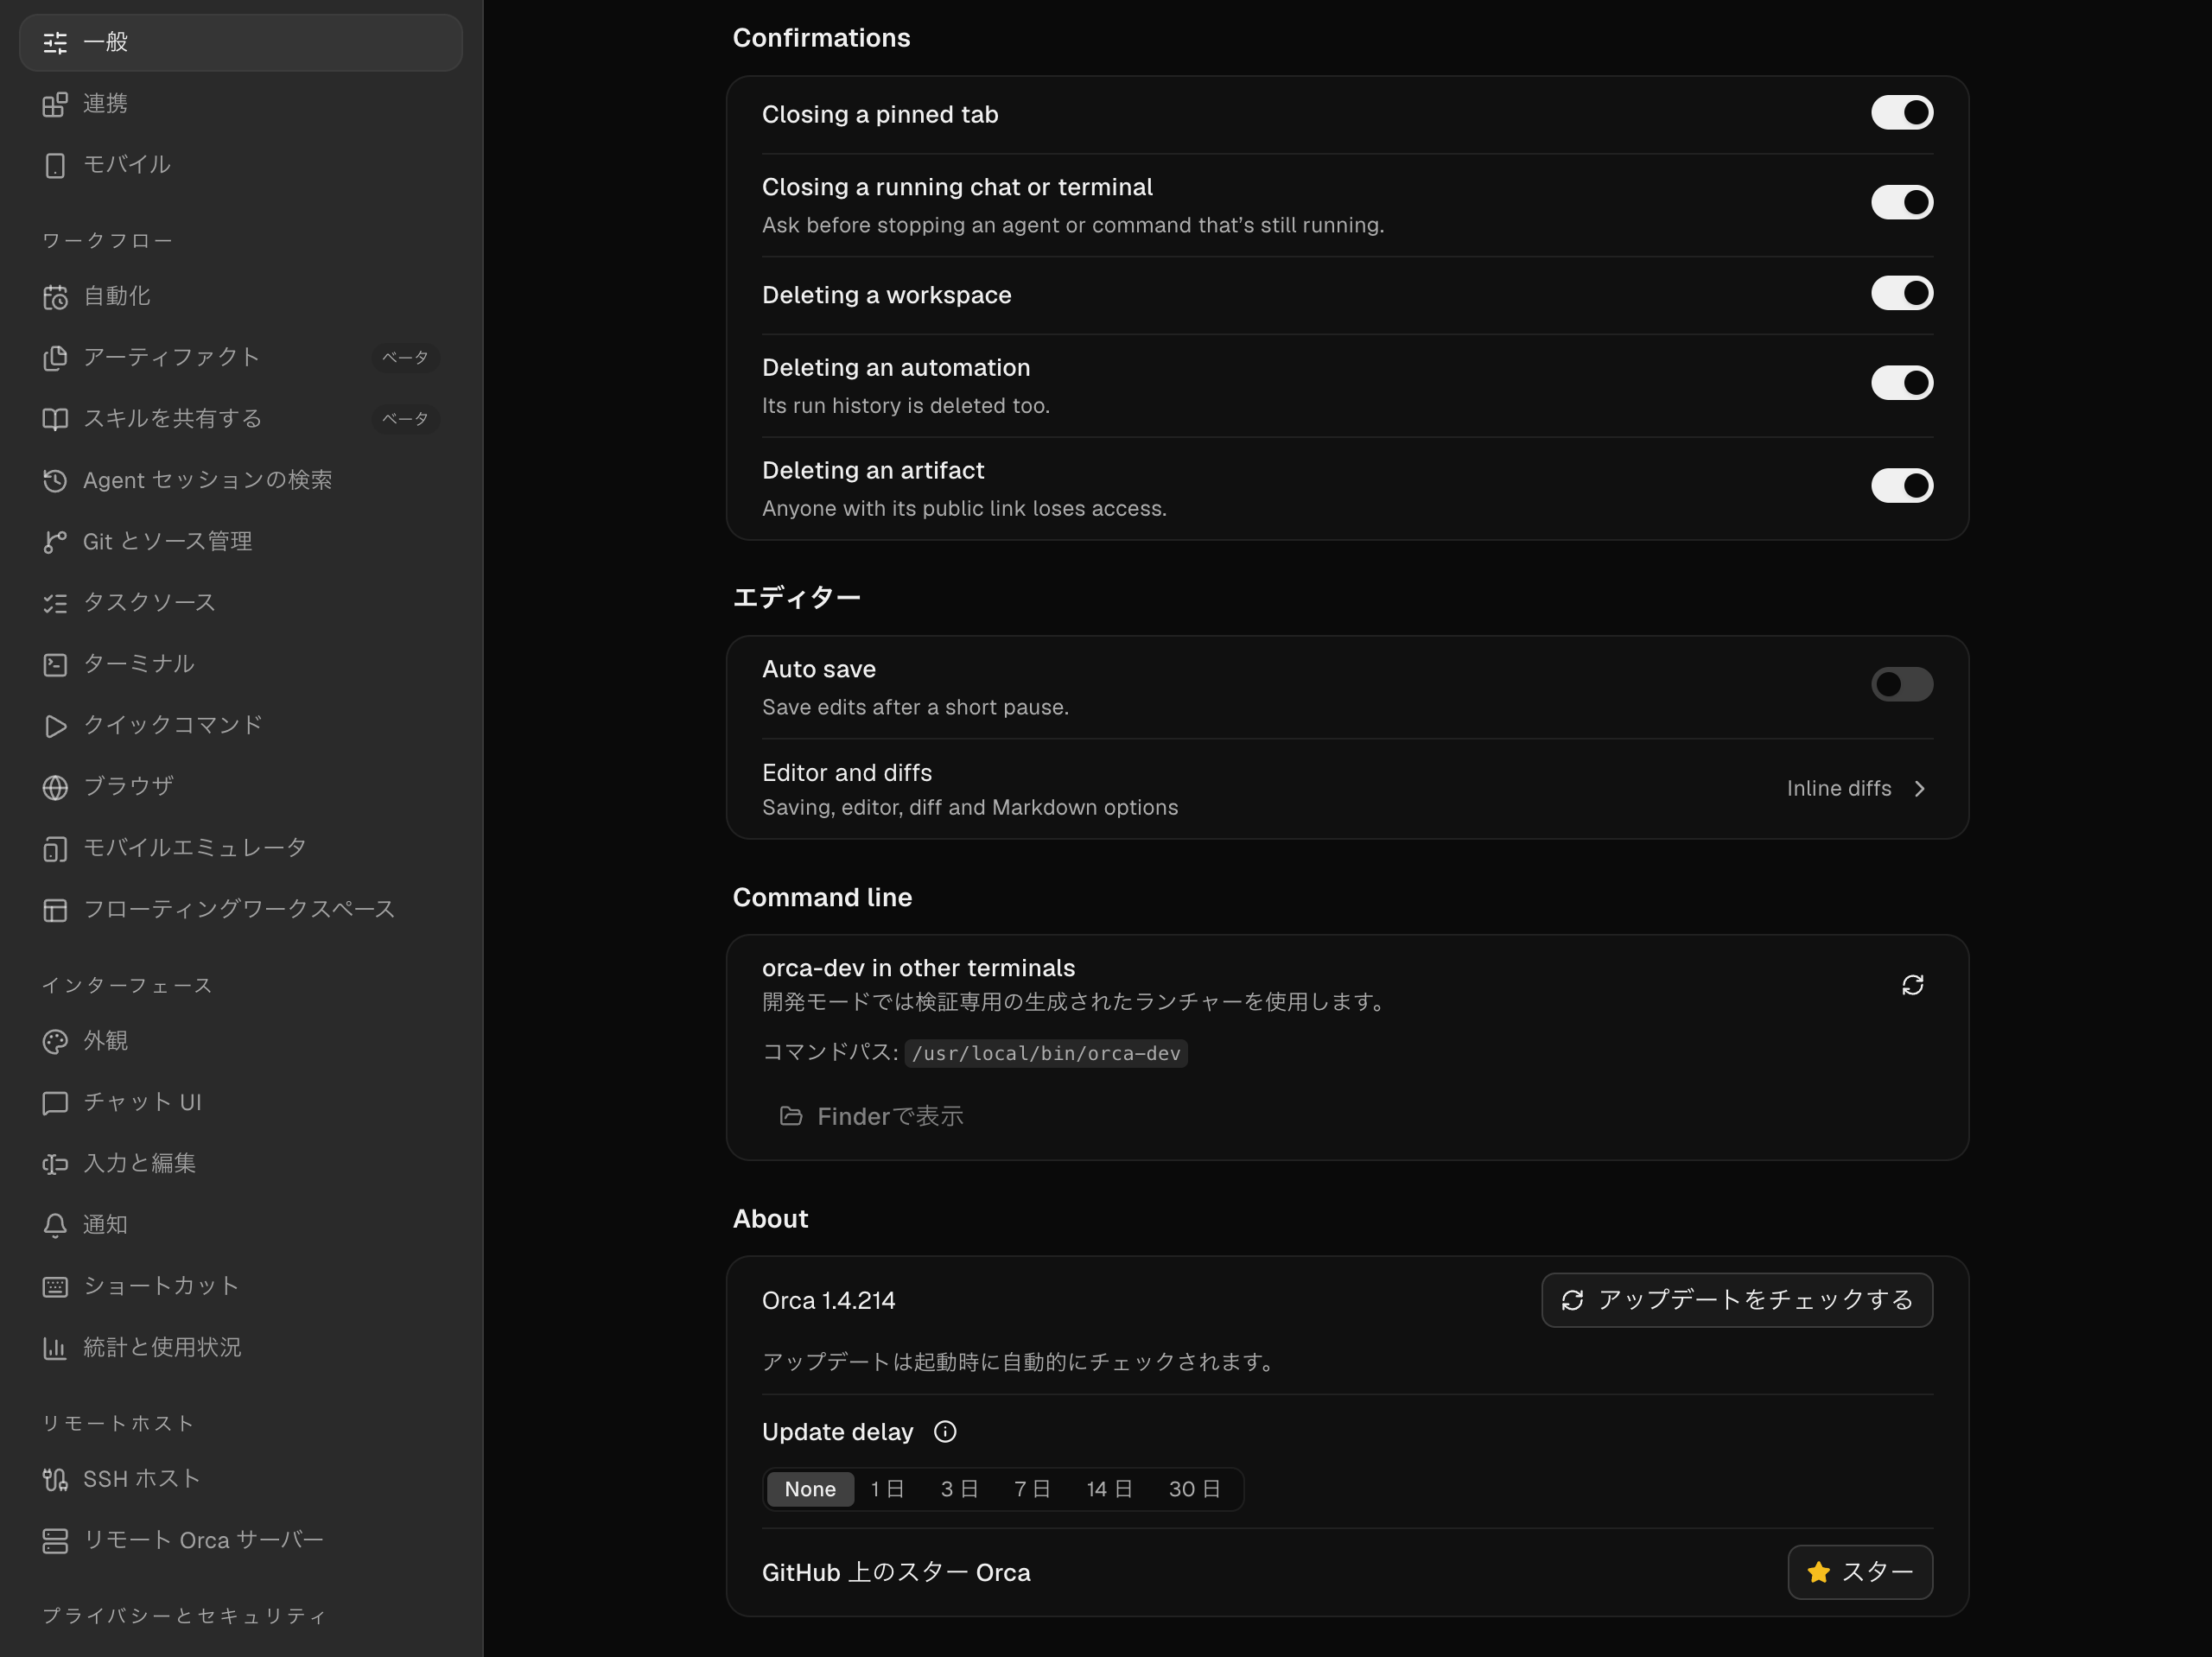 一般
連携
モバイル
ワークフロー
自動化
アーティファクト ベータ
スキルを共有する ベータ
Agent セッションの検索
Git とソース管理
タスクソース
ターミナル
クイックコマンド
ブラウザ
モバイルエミュレータ
フローティングワークスペース
インターフェース
外観
チャット UI
入力と編集
通知
ショートカット
統計と使用状況
リモートホスト
SSH ホスト
リモート Orca サーバー
プライバシーとセキュリティ
Confirmations
Closing a pinned tab
Closing a running chat or terminal
Ask before stopping an agent or command that’s still running.
Deleting a workspace
Deleting an automation
Its run history is deleted too.
Deleting an artifact
Anyone with its public link loses access.
エディター
Auto save
Save edits after a short pause.
Editor and diffs
Saving, editor, diff and Markdown options
Inline diffs
Command line
orca-dev in other terminals
開発モードでは検証専用の生成されたランチャーを使用します。
コマンドパス: /usr/local/bin/orca-dev
Finderで表示
About
Orca 1.4.214
アップデートをチェックする
アップデートは起動時に自動的にチェックされます。
Update delay
None 1 日 3 日 7 日 14 日 30 日
GitHub 上のスター Orca
スター